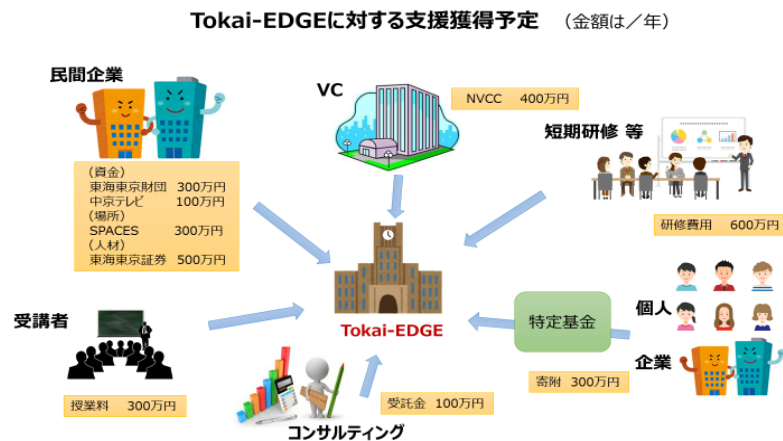 Tokai-EDGEに対する支援獲得予定 （金額は／年）
民間企業
（資金）
東海東京財団 300万円
中京テレビ 100万円
（場所）
SPACES 300万円
（人材）
東海東京証券 500万円
VC
NVCC 400万円
短期研修 等
研修費用 600万円
Tokai-EDGE
受講者
授業料 300万円
コンサルティング
受託金 100万円
特定基金
個人
企業
寄附 300万円